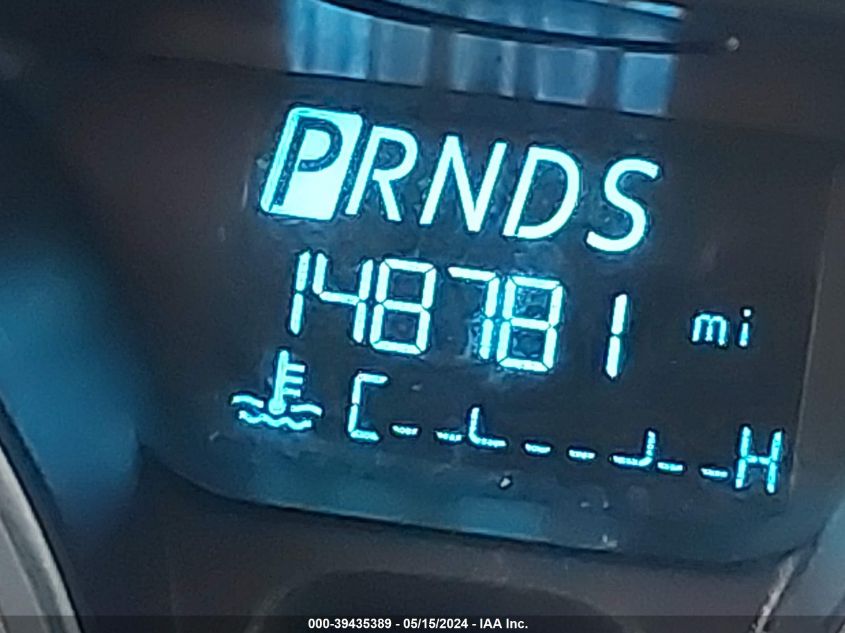 PRNDS
148781 mi
C H
000-39435389 - 05/15/2024 - IAA Inc.